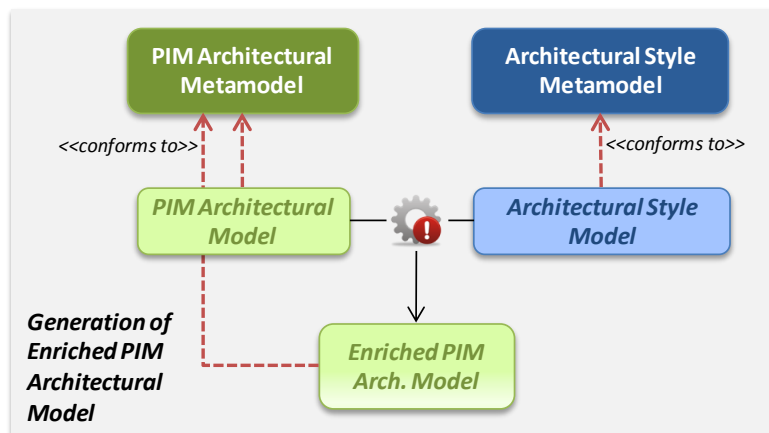 PIM Architectural
Metamodel
Architectural Style
Metamodel
<<conforms to>>
<<conforms to>>
PIM Architectural
Model
Architectural Style
Model
Generation of
Enriched PIM
Architectural
Model
Enriched PIM
Arch. Model